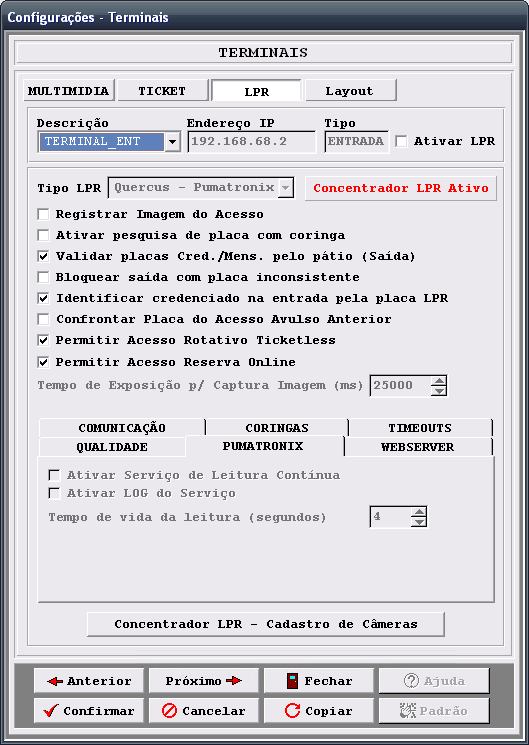 Configurações - Terminais
TERMINAIS
MULTIMIDIA TICKET LPR Layout
Descrição Endereço IP Tipo
TERMINAL_ENT 192.168.68.2 ENTRADA Ativar LPR
Tipo LPR Quercus - Pumatronix Concentrador LPR Ativo
Registrar Imagem do Acesso
Ativar pesquisa de placa com coringa
Validar placas Cred./Mens. pelo pátio (Saída)
Bloquear saída com placa inconsistente
Identificar credenciado na entrada pela placa LPR
Confrontar Placa do Acesso Avulso Anterior
Permitir Acesso Rotativo Ticketless
Permitir Acesso Reserva Online
Tempo de Exposição p/ Captura Imagem (ms) 25000
COMUNICAÇÃO CORINGAS TIMEOUTS
QUALIDADE PUMATRONIX WEBSERVER
Ativar Serviço de Leitura Contínua
Ativar LOG do Serviço
Tempo de vida da leitura (segundos) 4
Concentrador LPR - Cadastro de Câmeras
Anterior Próximo Fechar Ajuda
Confirmar Cancelar Copiar Padrão